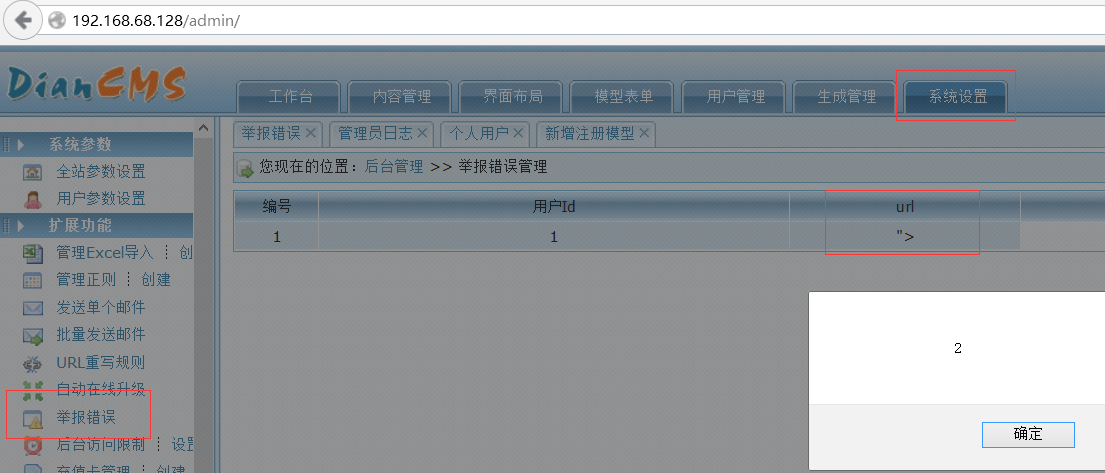 192.168.68.128/admin/
DianCMS
工作台 内容管理 界面布局 模型表单 用户管理 生成管理 系统设置
举报错误× 管理员日志× 个人用户× 新增注册模型×
您现在的位置：后台管理 >> 举报错误管理
编号 用户Id url
1 1 ">
系统参数
全站参数设置
用户参数设置
扩展功能
管理Excel导入 ┆ 创
管理正则 ┆ 创建
发送单个邮件
批量发送邮件
URL重写规则
自动在线升级
举报错误
后台访问限制 ┆ 设置
充值卡管理 ┆ 创建
2
确定